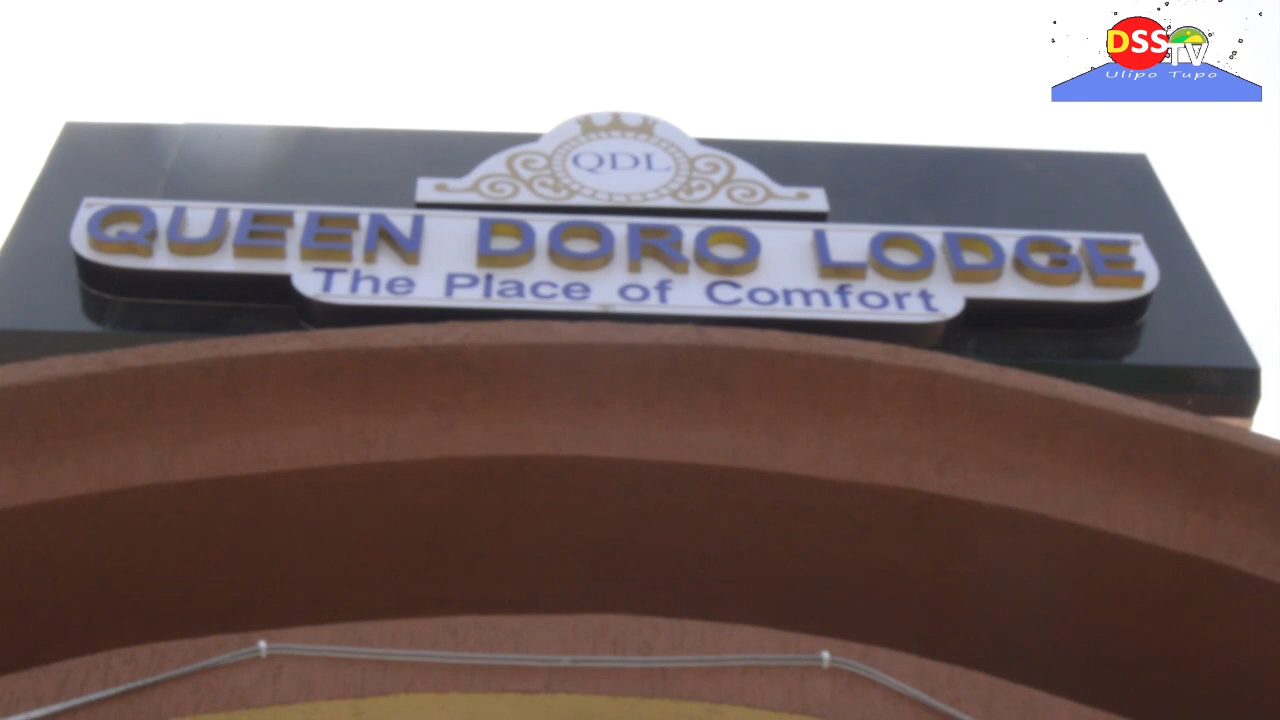 DSS TV
Ulipo Tupo
QDL
QUEEN DORO LODGE
The Place of Comfort